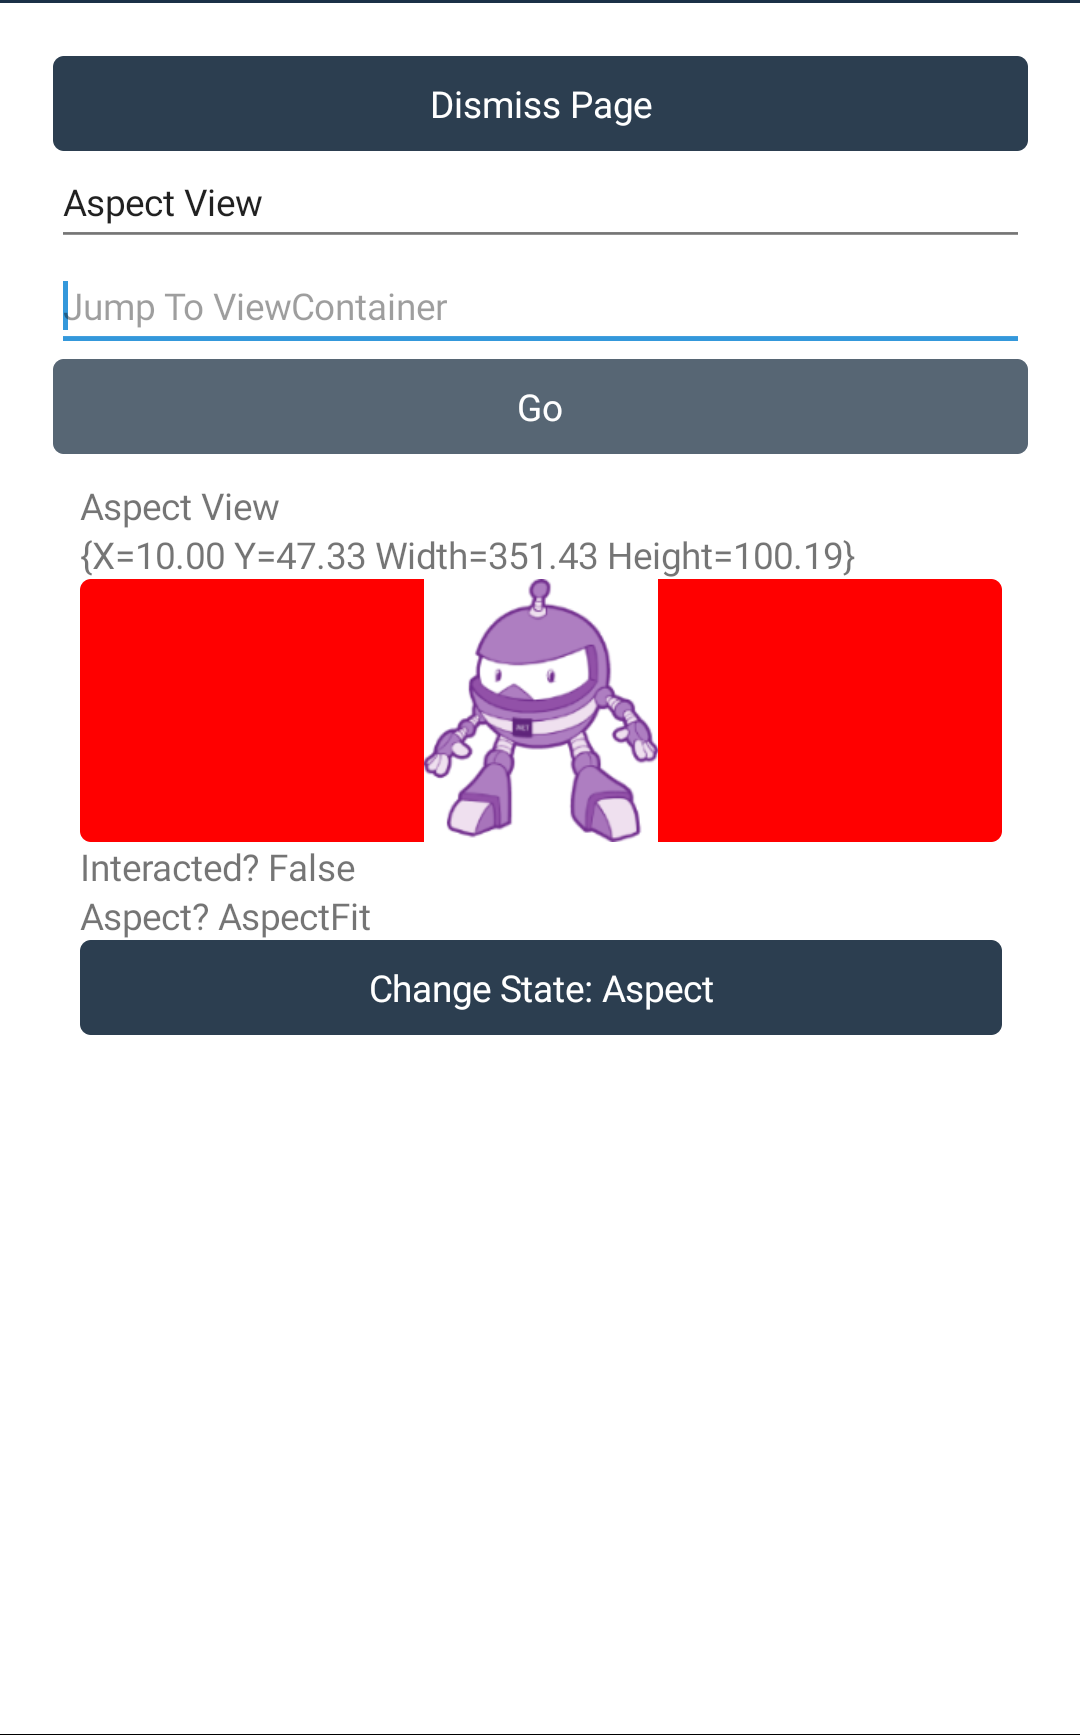 Dismiss Page
Aspect View
Jump To ViewContainer
Go
Aspect View
{X=10.00 Y=47.33 Width=351.43 Height=100.19}
Interacted? False
Aspect? AspectFit
Change State: Aspect